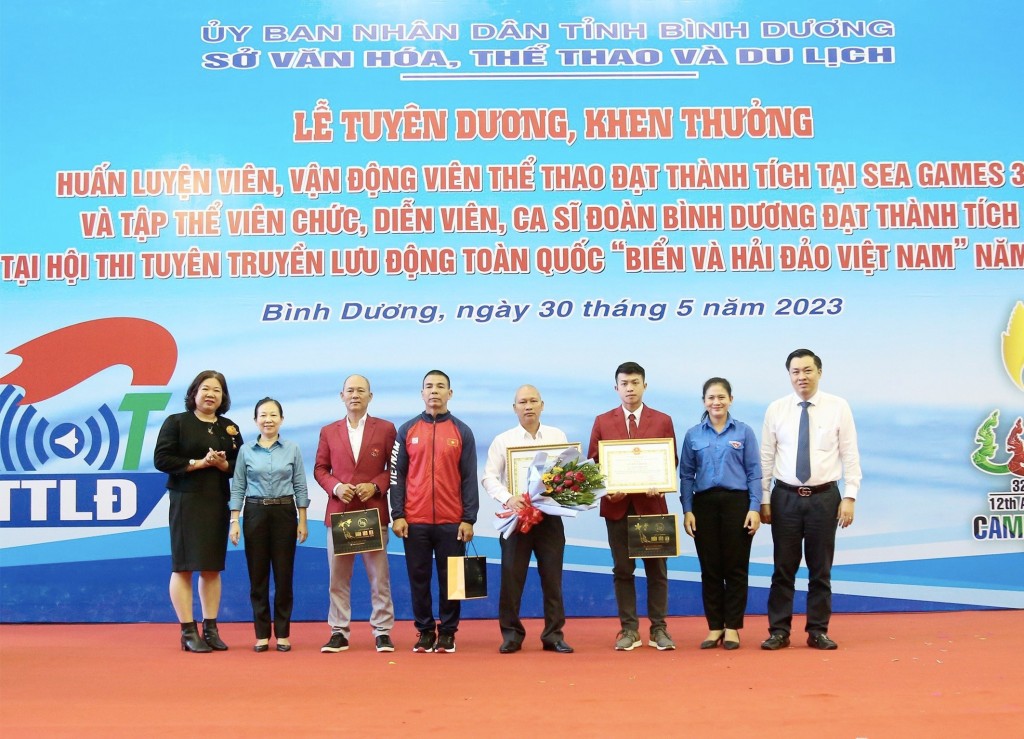 ỦY BAN NHÂN DÂN TỈNH BÌNH DƯƠNG
SỞ VĂN HÓA, THỂ THAO VÀ DU LỊCH
LỄ TUYÊN DƯƠNG, KHEN THƯỞNG
HUẤN LUYỆN VIÊN, VẬN ĐỘNG VIÊN THỂ THAO ĐẠT THÀNH TÍCH TẠI SEA GAMES 3
VÀ TẬP THỂ VIÊN CHỨC, DIỄN VIÊN, CA SĨ ĐOÀN BÌNH DƯƠNG ĐẠT THÀNH TÍCH
TẠI HỘI THI TUYÊN TRUYỀN LƯU ĐỘNG TOÀN QUỐC “BIỂN VÀ HẢI ĐẢO VIỆT NAM” NĂM
Bình Dương, ngày 30 tháng 5 năm 2023
T
TTLĐ
VIETNAM
32
12th A
CAM